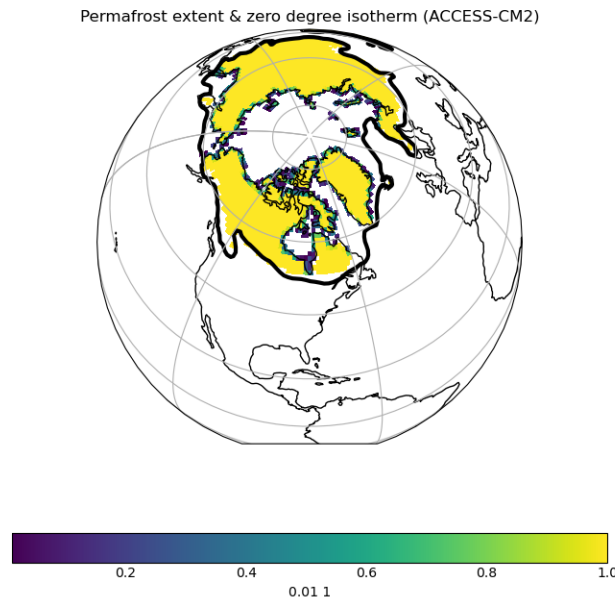 Permafrost extent & zero degree isotherm (ACCESS-CM2)
0.2 0.4 0.6 0.8 1.0
0.01 1